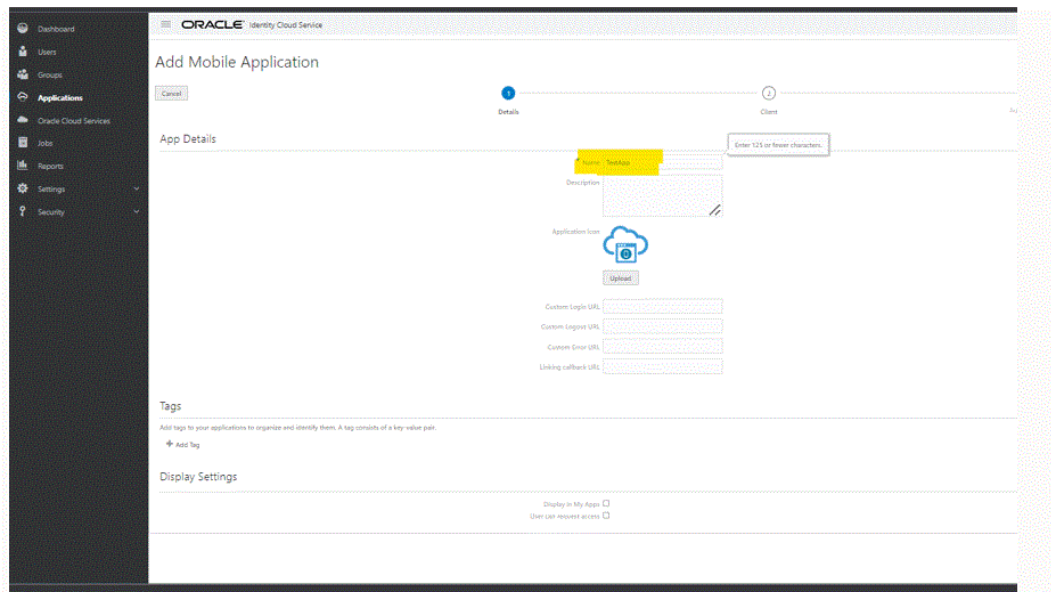 Dashboard
Users
Groups
Applications
Oracle Cloud Services
Jobs
Reports
Settings
Security
ORACLE Identity Cloud Service
Add Mobile Application
Cancel
1
2
Details
Client
App Details
Enter 125 or fewer characters.
* Name TestApp
Description
Application Icon
Upload
Custom Login URL
Custom Logout URL
Custom Error URL
Linking callback URL
Tags
Add tags to your applications to organize and identify them. A tag consists of a key-value pair.
+ Add Tag
Display Settings
Display in My Apps
User can request access